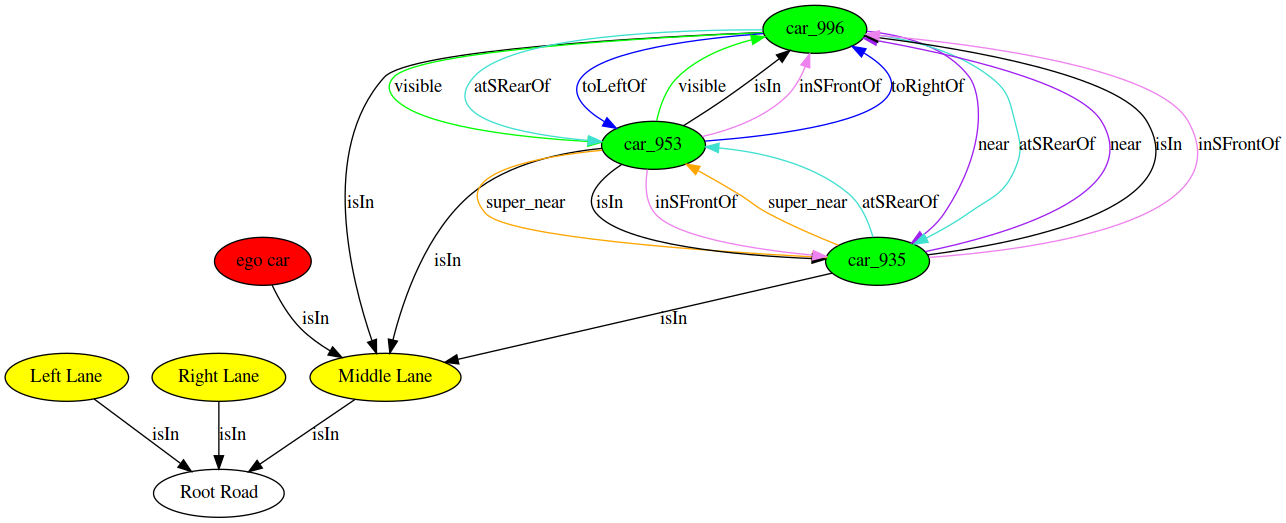 car_996
visible atSRearOf toLeftOf visible isIn inSFrontOf toRightOf
car_953 near atSRearOf near isIn inSFrontOf
isIn super_near isIn inSFrontOf super_near atSRearOf
ego car isIn car_935
isIn isIn
Left Lane Right Lane Middle Lane
isIn isIn isIn
Root Road